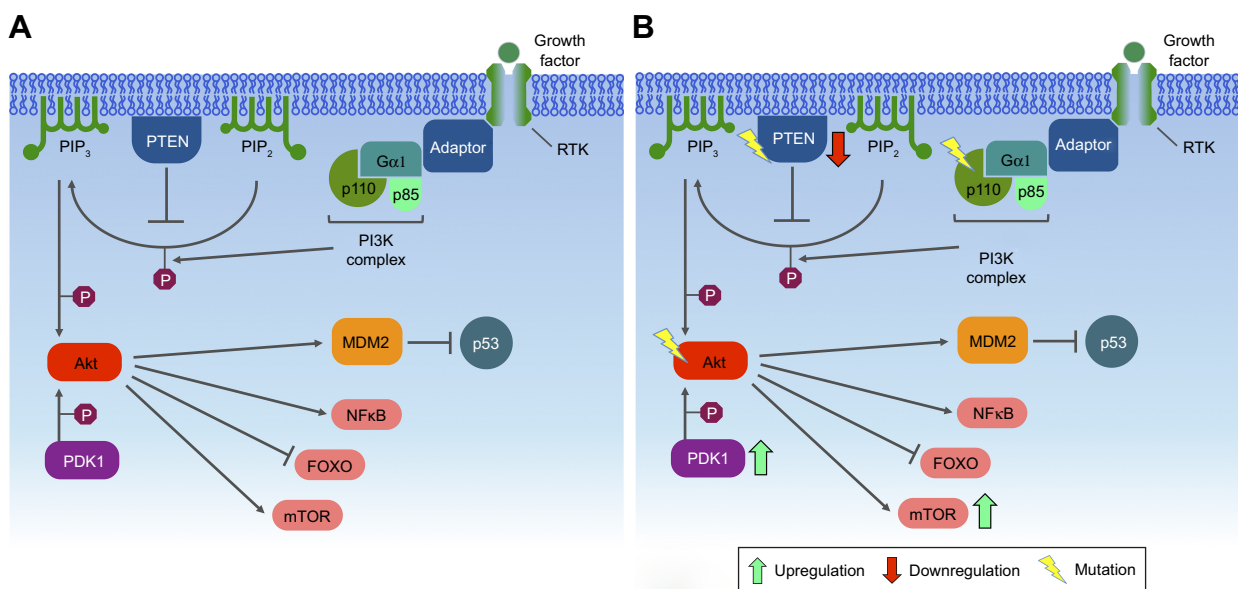 A
Growth
factor
PIP3
PTEN
PIP2
Adaptor
RTK
Gα1
p110
p85
PI3K
complex
P
P
Akt
MDM2
p53
P
NFκB
PDK1
FOXO
mTOR
B
Growth
factor
PIP3
PTEN
PIP2
Adaptor
RTK
Gα1
p110
p85
PI3K
complex
P
P
Akt
MDM2
p53
P
NFκB
PDK1
FOXO
mTOR
Upregulation
Downregulation
Mutation